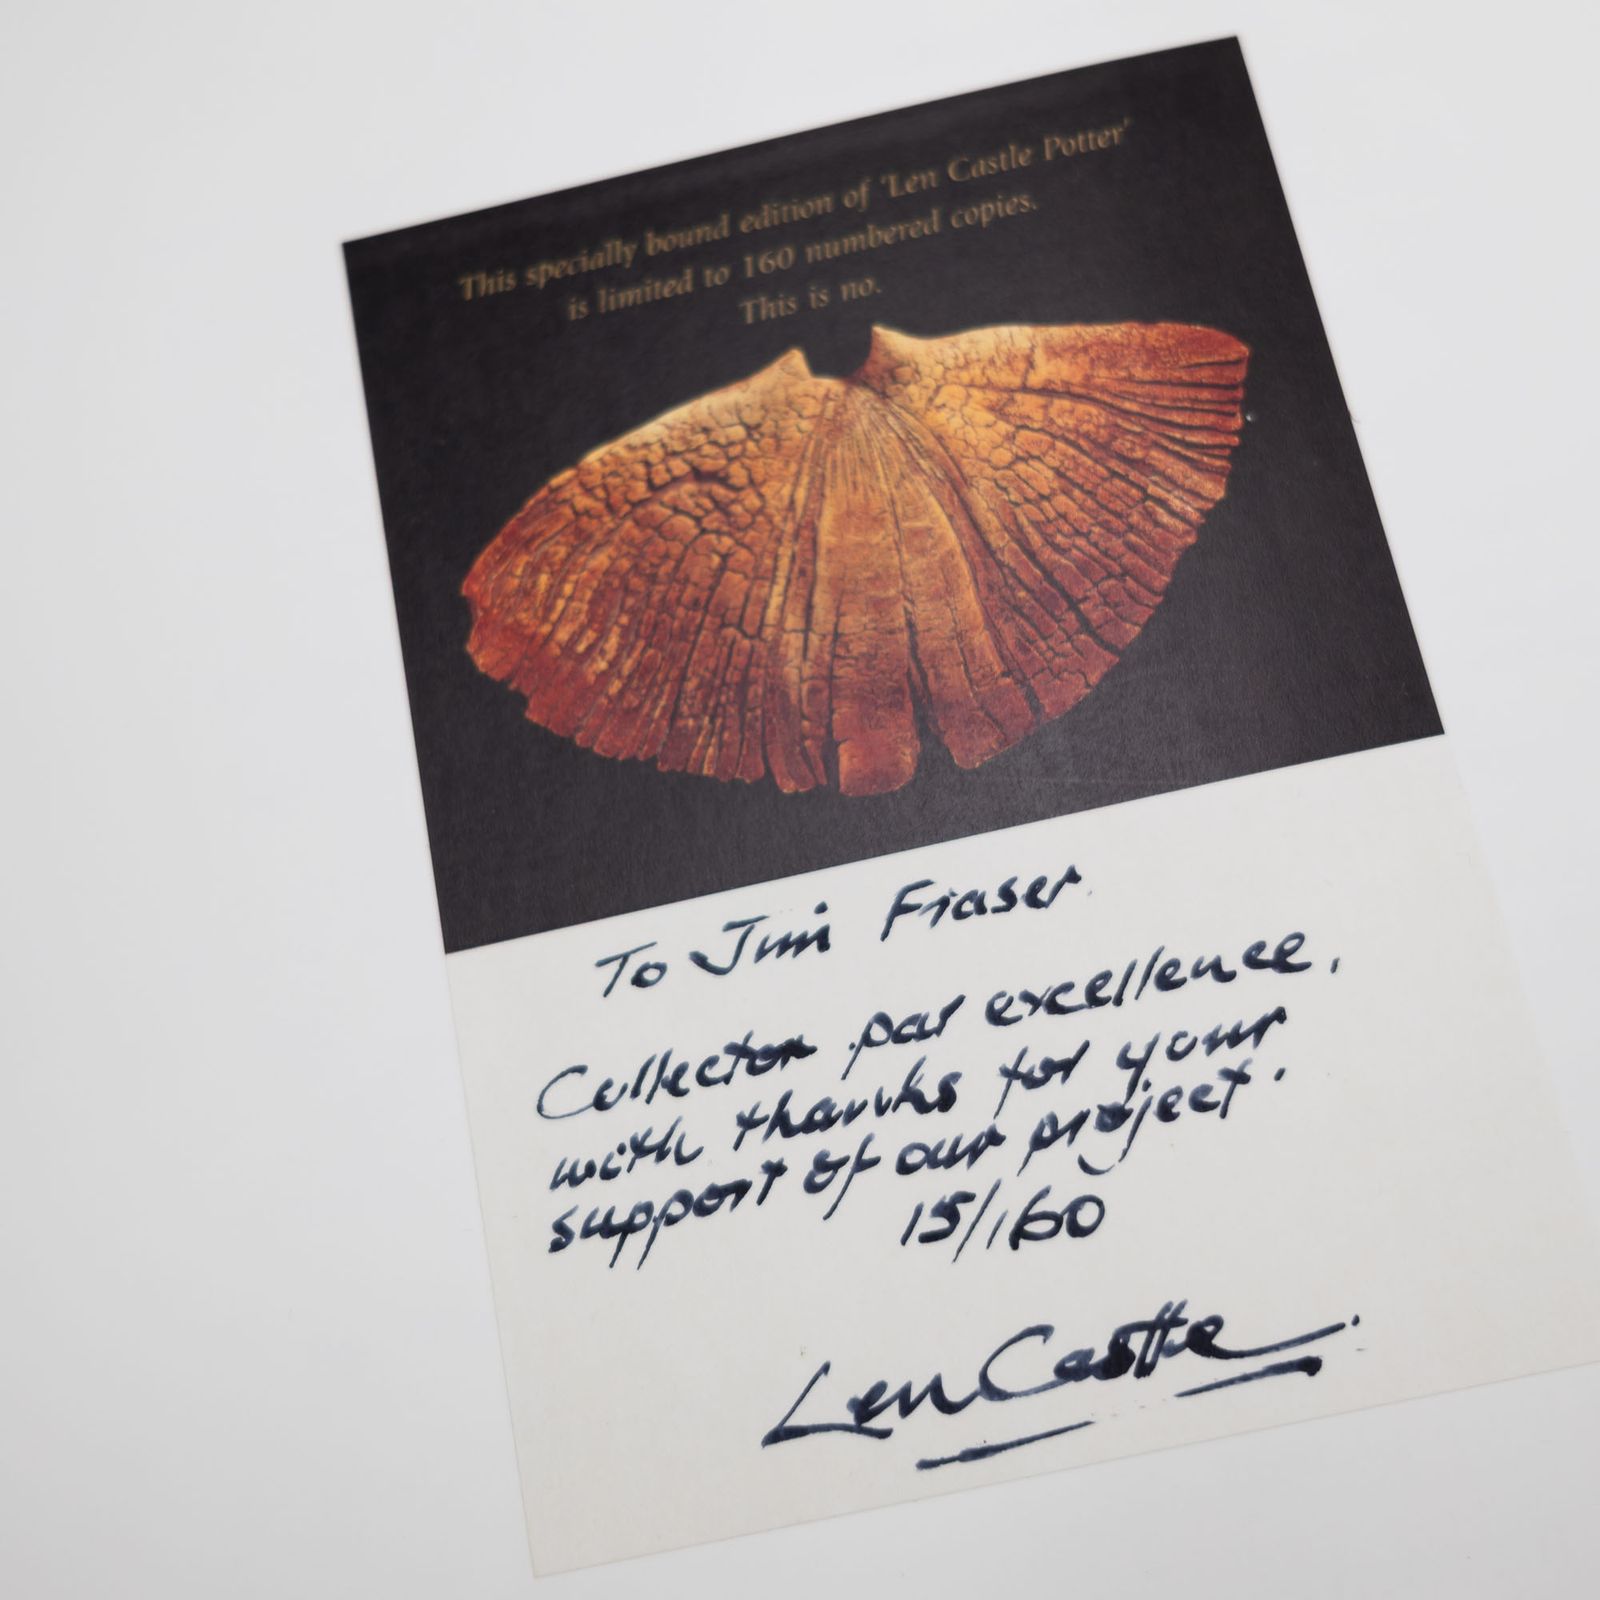 This specially bound edition of 'Len Castle Potter'
is limited to 160 numbered copies.
This is no.
To Jim Fraser
Collector par excellence,
with thanks for your
support of our project.
15/160
Len Castle